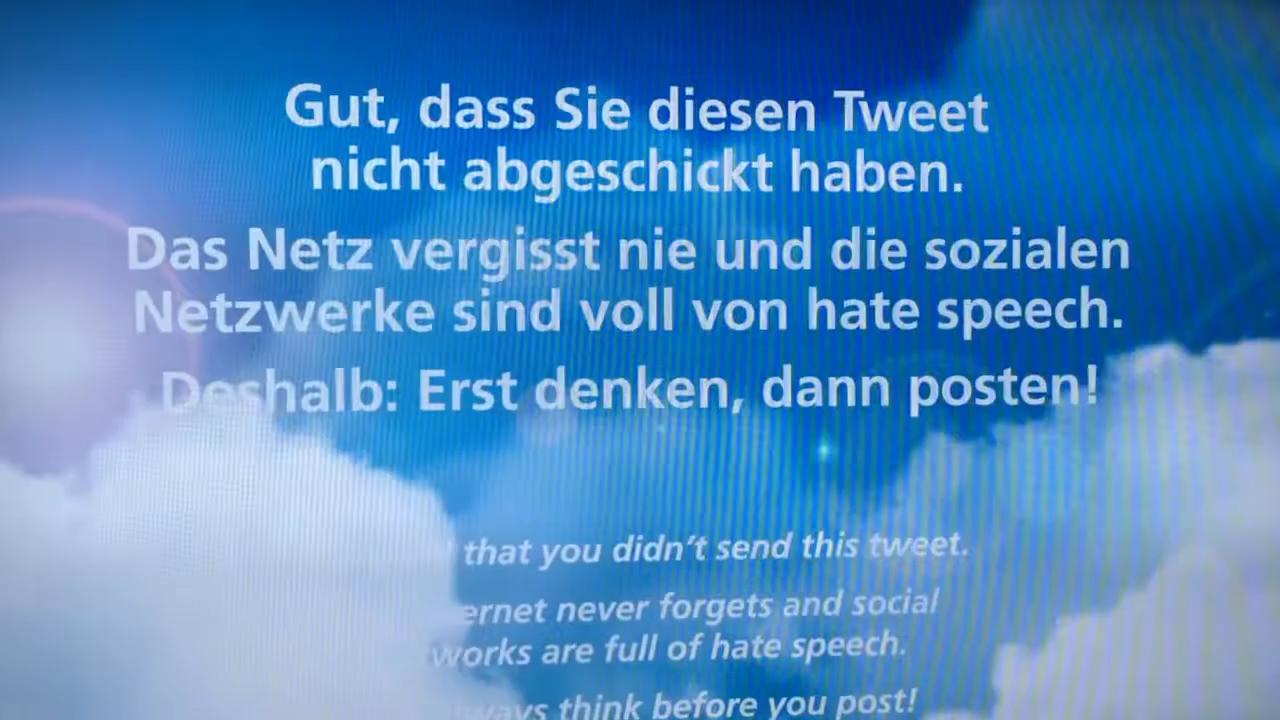 Gut, dass Sie diesen Tweet
nicht abgeschickt haben.
Das Netz vergisst nie und die sozialen
Netzwerke sind voll von hate speech.
Deshalb: Erst denken, dann posten!
that you didn't send this tweet.
never forgets and social
are full of hate speech.
think before you post!